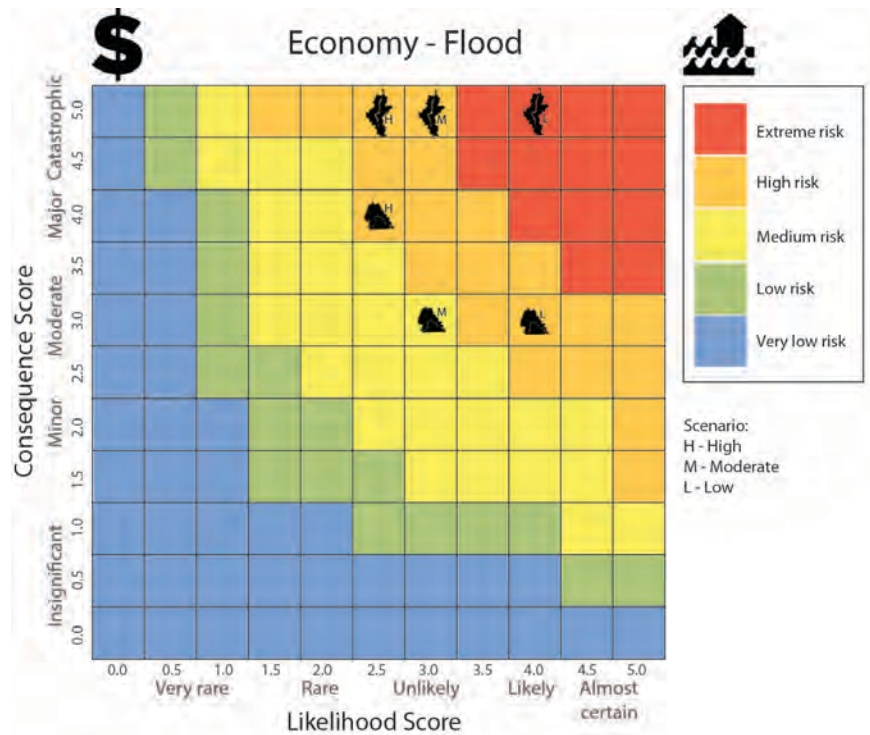 $
Economy - Flood
Consequence Score
Catastrophic
Major
Moderate
Minor
Insignificant
5.0
4.5
4.0
3.5
3.0
2.5
2.0
1.5
1.0
0.5
0.0
H
M
L
H
M
L
0.0 0.5 1.0 1.5 2.0 2.5 3.0 3.5 4.0 4.5 5.0
Very rare Rare Unlikely Likely Almost
certain
Likelihood Score
Extreme risk
High risk
Medium risk
Low risk
Very low risk
Scenario:
H - High
M - Moderate
L - Low